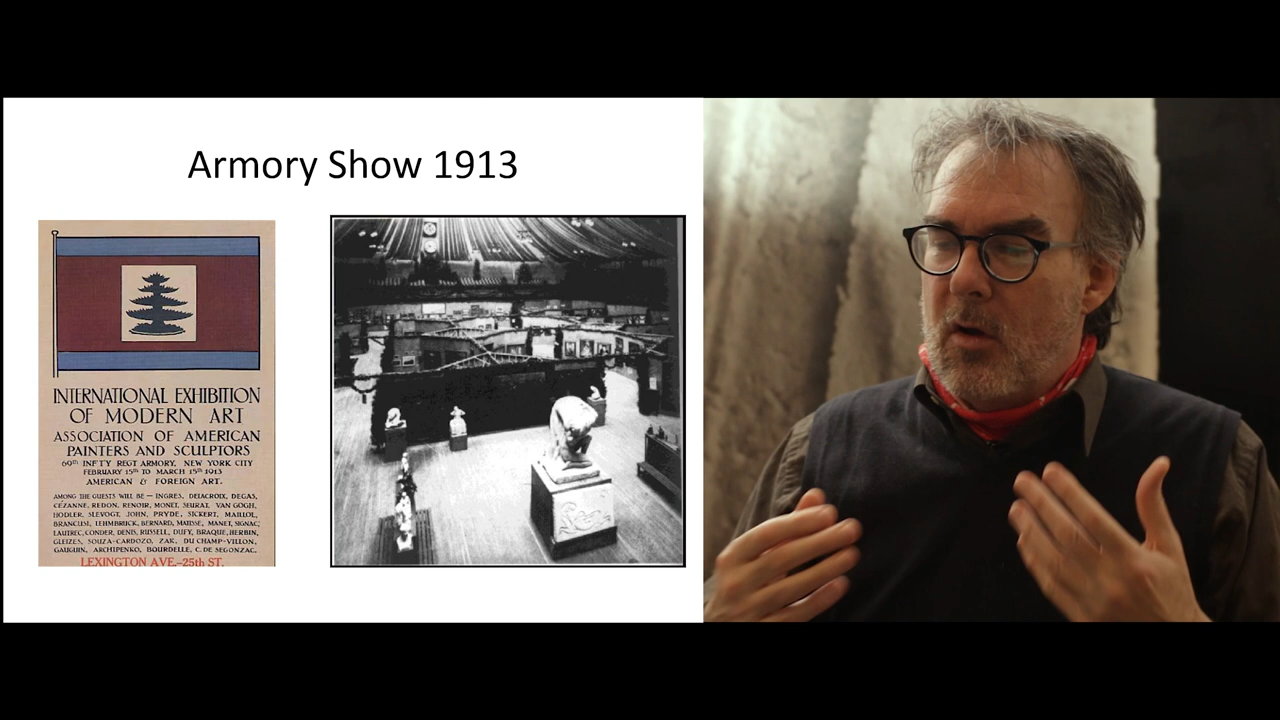 Armory Show 1913
INTERNATIONAL EXHIBITION
OF MODERN ART
ASSOCIATION OF AMERICAN
PAINTERS AND SCULPTORS
69th INF'TY REGT ARMORY, NEW YORK CITY
FEBRUARY 15th TO MARCH 15th 1913
AMERICAN & FOREIGN ART.
AMONG THE GUESTS WILL BE — INGRES, DELACROIX, DEGAS,
CÉZANNE, REDON, RENOIR, MONET, SEURAT, VAN GOGH,
HODLER, SLEVOGT, JOHN, PRYDE, SICKERT, MAILLOL,
BRANCUSI, LEHMBRUCK, BERNARD, MATISSE, MANET, SIGNAC,
LAUTREC, CONDER, DENIS, RUSSELL, DUFY, BRAQUE, HERBIN,
GLEIZES, SOUZA-CARDOZO, ZAK, DU CHAMP-VILLON,
GAUGUIN, ARCHIPENKO, BOURDELLE, C. DE SEGONZAC.
LEXINGTON AVE.-25th ST.